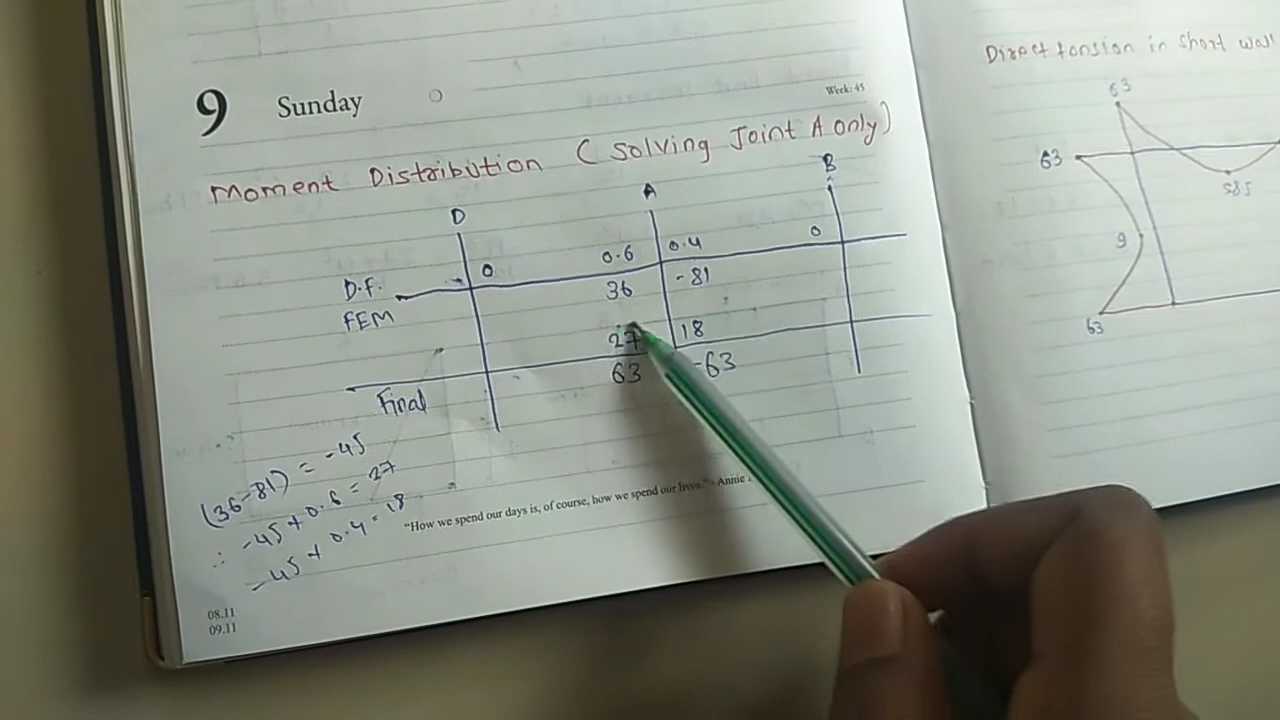 9 Sunday
Week: 45
Moment Distribution (Solving Joint A only)
D A B
D.F. 0 0.6 0.4 0
FEM 36 -81
27 18
Final 63 -63
(36-81) = -45
∴ -45 + 0.6 = 27
-45 + 0.4 = 18
"How we spend our days is, of course, how we spend our lives." - Annie
08.11
09.11
Direct tension in short wall
63
63
585
9
63